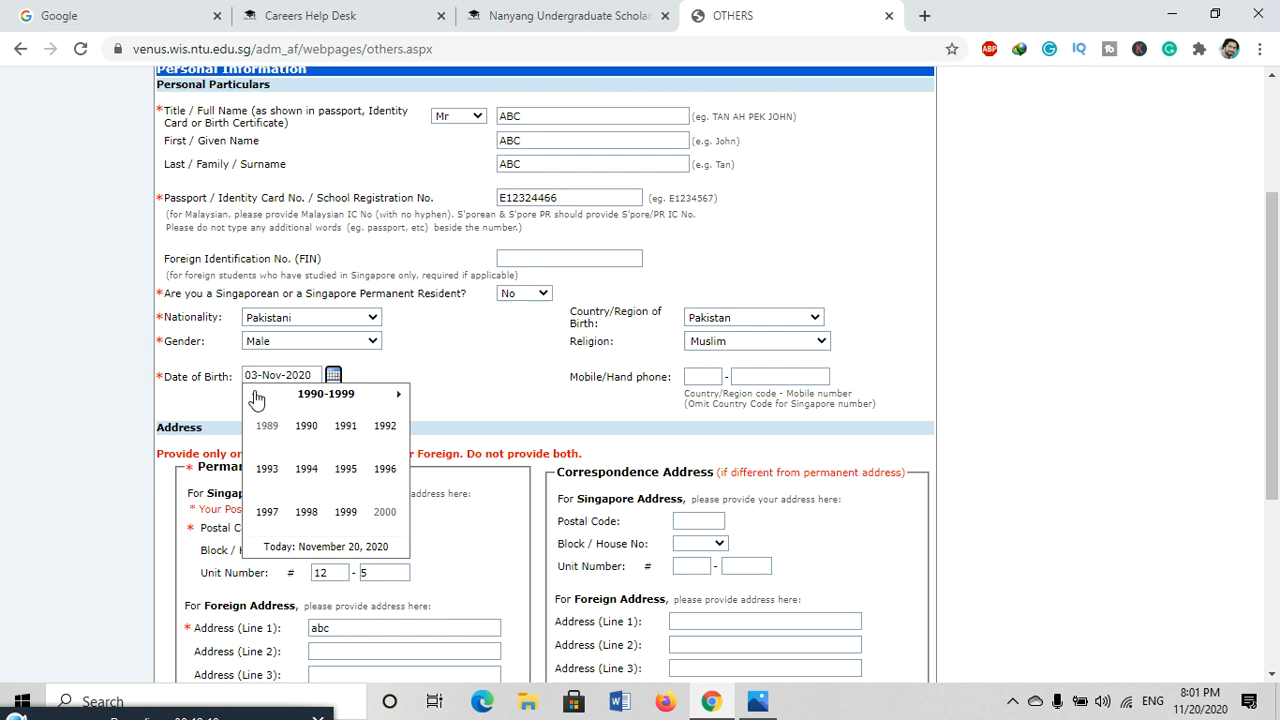 Google
Careers Help Desk
Nanyang Undergraduate Scholar
OTHERS
venus.wis.ntu.edu.sg/adm_af/webpages/others.aspx
ABP
IQ
Personal Information
Personal Particulars
*Title / Full Name (as shown in passport, Identity Mr ABC (eg. TAN AH PEK JOHN)
Card or Birth Certificate)
First / Given Name ABC (e.g. John)
Last / Family / Surname ABC (e.g. Tan)
*Passport / Identity Card No. / School Registration No. E12324466 (eg. E1234567)
(for Malaysian, please provide Malaysian IC No (with no hyphen). S'porean & S'pore PR should provide S'pore/PR IC No.
Please do not type any additional words (eg. passport, etc) beside the number.)
Foreign Identification No. (FIN)
(for foreign students who have studied in Singapore only, required if applicable)
*Are you a Singaporean or a Singapore Permanent Resident? No
*Nationality: Pakistani Country/Region of Birth: Pakistan
*Gender: Male Religion: Muslim
*Date of Birth: 03-Nov-2020 Mobile/Hand phone: -
Country/Region code - Mobile number
(Omit Country Code for Singapore number)
1990-1999
1989 1990 1991 1992
1993 1994 1995 1996
1997 1998 1999 2000
Today: November 20, 2020
Address
Provide only or Foreign. Do not provide both.
* Perman
For Singap address here:
* Your Pos
* Postal C
Block / H
Unit Number: # 12 - 5
For Foreign Address, please provide address here:
* Address (Line 1): abc
Address (Line 2):
Address (Line 3):
Correspondence Address (if different from permanent address)
For Singapore Address, please provide your address here:
Postal Code:
Block / House No:
Unit Number: # -
For Foreign Address, please provide address here:
Address (Line 1):
Address (Line 2):
Address (Line 3):
Search
ENG
8:01 PM
11/20/2020